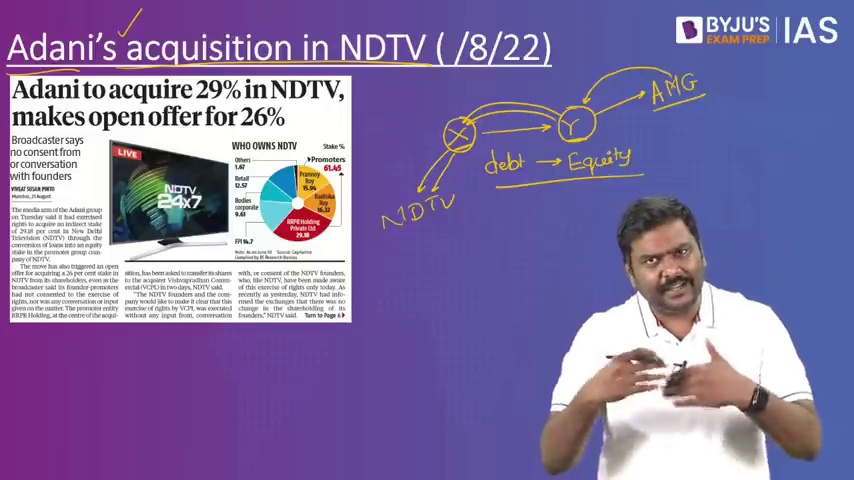 Adani's acquisition in NDTV ( /8/22)
BYJU'S
EXAM PREP
IAS
Adani to acquire 29% in NDTV,
makes open offer for 26%
Broadcaster says
no consent from
or conversation
with founders
VIVEAT SUSAN PINTO
Mumbai, 23 August
The media arm of the Adani group
on Tuesday said it had exercised
rights to acquire an indirect stake
of 29.18 per cent in New Delhi
Television (NDTV) through the
conversion of loans into an equity
stake in the promoter group com-
pany of NDTV.
The move has also triggered an open
offer for acquiring a 26 per cent stake in
NDTV from its shareholders, even as the
broadcaster said its founder-promoters
had not consented to the exercise of
rights, nor was any conversation or input
given on the matter. The promoter entity
RRPR Holding, at the centre of the acqui-
LIVE
NDTV
24x7
WHO OWNS NDTV
Stake %
Others
1.67
Retail
12.57
Bodies
corporate
9.61
FPI 14.7
Promoters
61.45
Prannoy
Roy
15.94
Radhika
Roy
16.32
RRPR Holding
Private Ltd
29.18
Note: As on June 30 Source: Capitaline
Compiled by BS Research Bureau
sition, has been asked to transfer its shares
to the acquirer Vishvapradhan Commer-
cial (VCPL) in two days, NDTV said.
"The NDTV founders and the com-
pany would like to make it clear that this
exercise of rights by VCPL was executed
without any input from, conversation
with, or consent of the NDTV founders,
who, like NDTV, have been made aware
of this exercise of rights only today. As
recently as yesterday, NDTV had infor-
med the exchanges that there was no
change in the shareholding of its
founders," NDTV said.
Turn to Page 6
X
Y
AMG
debt → Equity
NDTV